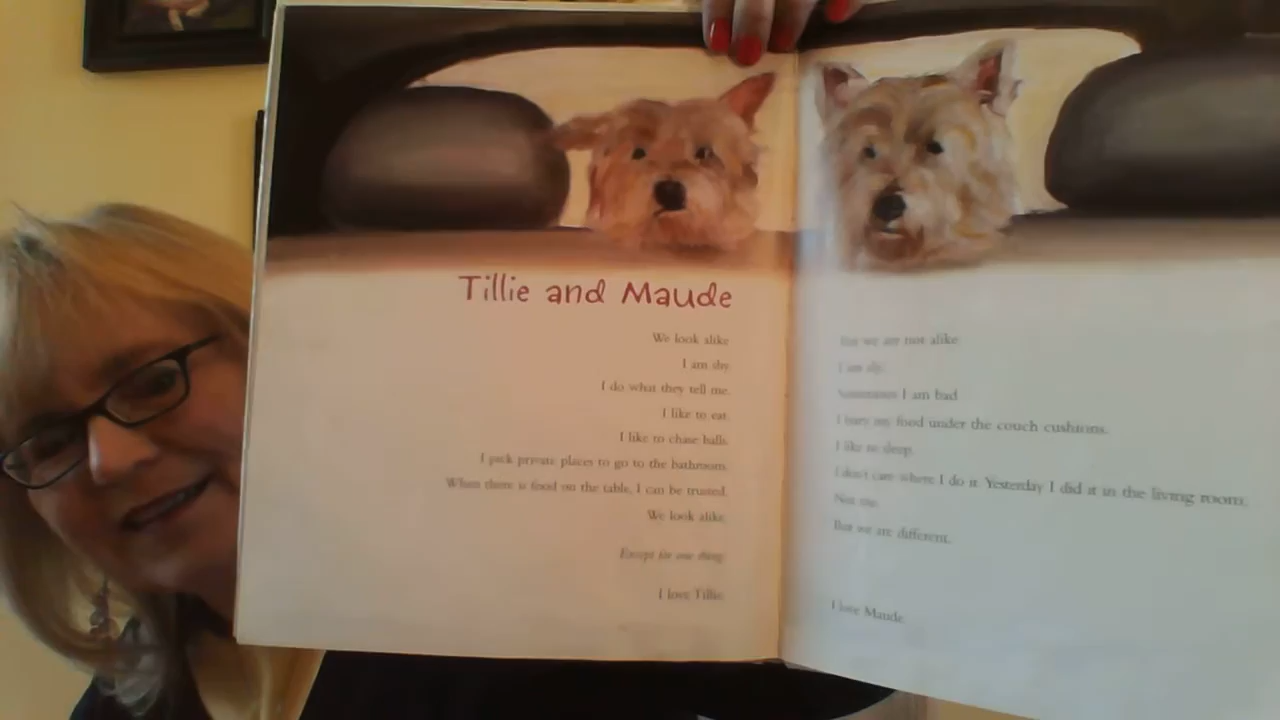 Tillie and Maude
We look alike
I am shy
I do what they tell me.
I like to eat.
I like to chase balls.
I pick private places to go to the bathroom.
When there is food on the table, I can be trusted.
We look alike
Except for one thing
I love Tillie.
But we are not alike
I am
Sometimes I am bad
I bury my food under the couch cushions.
I like to sleep.
I don't care where I do it. Yesterday I did it in the living room.
Not me.
But we are different.
I love Maude.